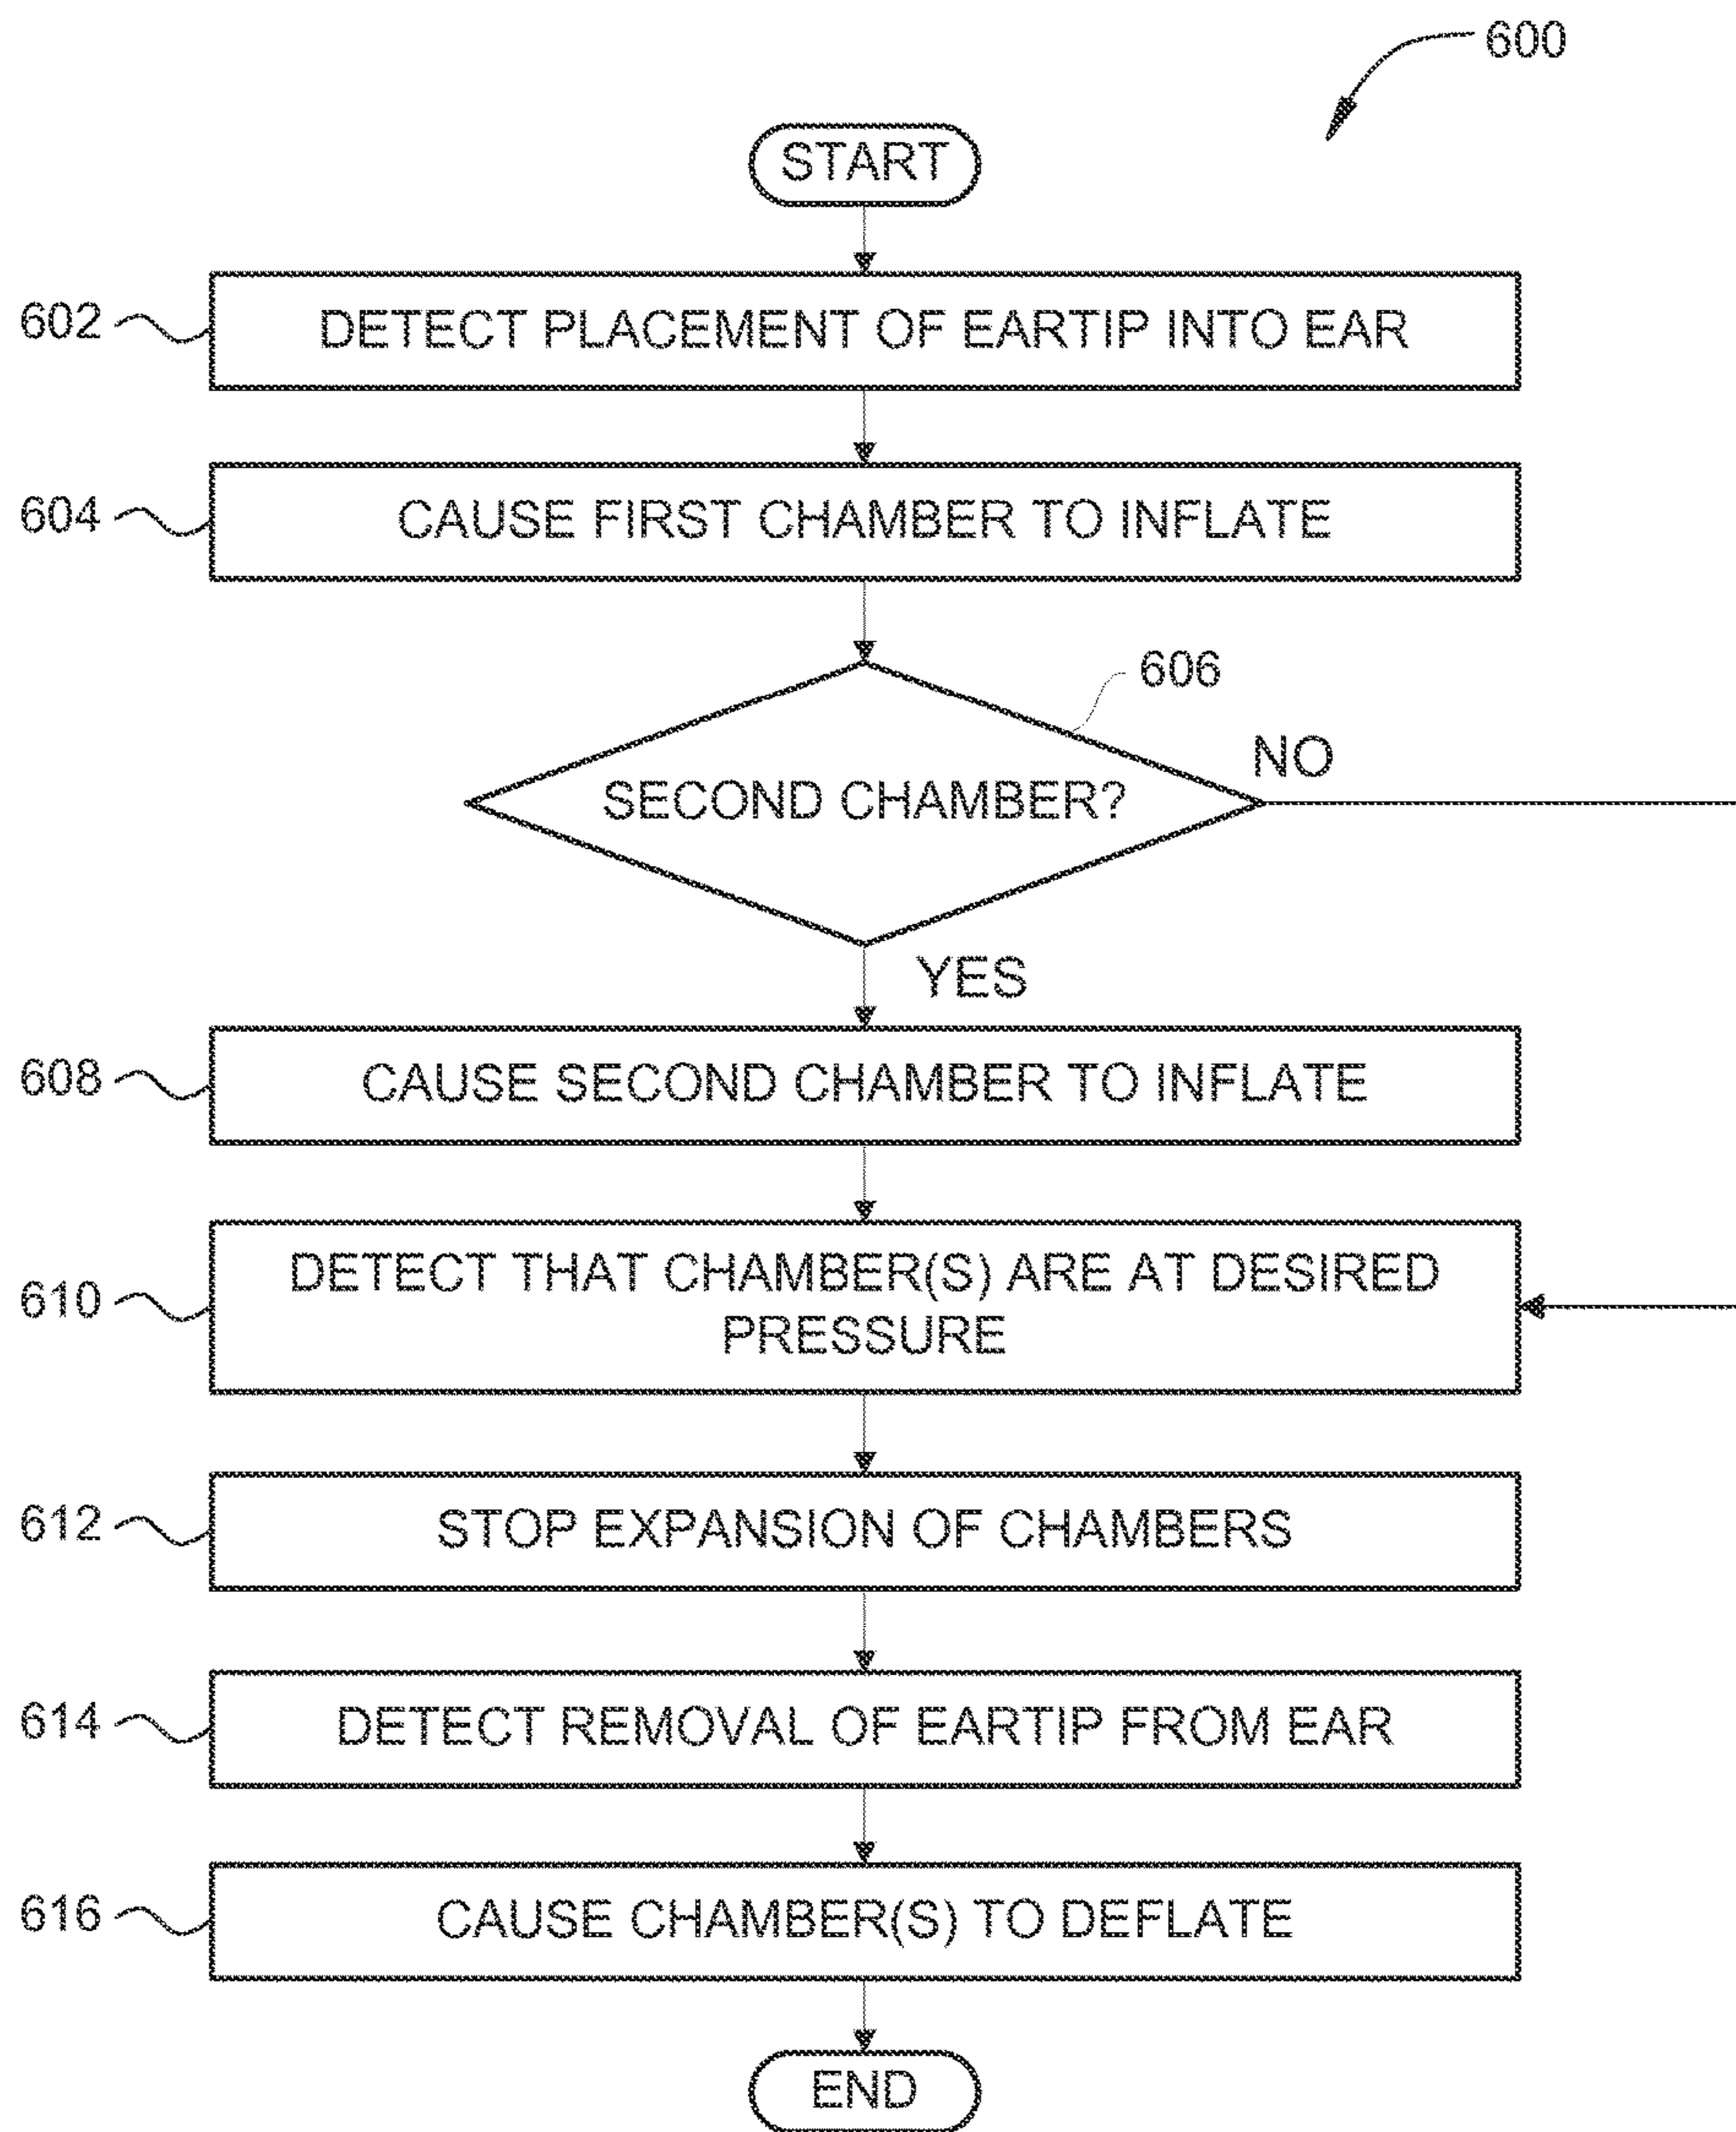 600
START
602
DETECT PLACEMENT OF EARTIP INTO EAR
604
CAUSE FIRST CHAMBER TO INFLATE
606
SECOND CHAMBER?
NO
YES
608
CAUSE SECOND CHAMBER TO INFLATE
610
DETECT THAT CHAMBER(S) ARE AT DESIRED
PRESSURE
612
STOP EXPANSION OF CHAMBERS
614
DETECT REMOVAL OF EARTIP FROM EAR
616
CAUSE CHAMBER(S) TO DEFLATE
END